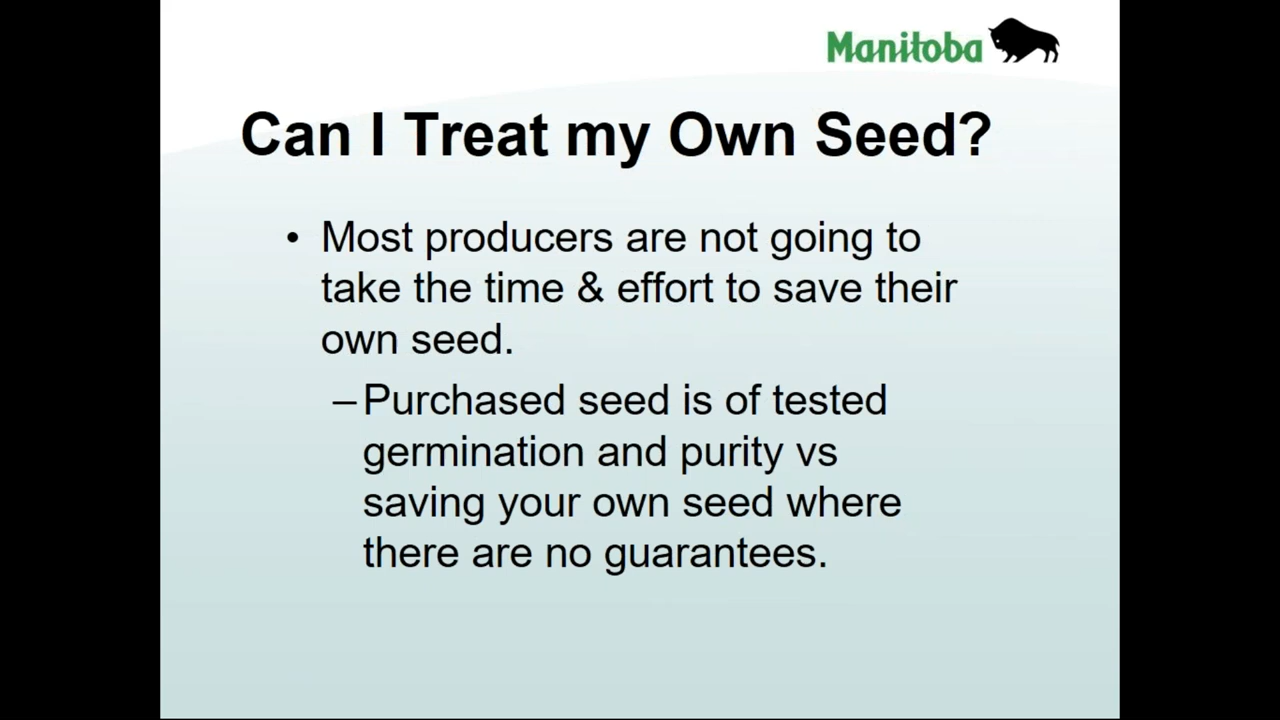 Manitoba
Can I Treat my Own Seed?
• Most producers are not going to
take the time & effort to save their
own seed.
– Purchased seed is of tested
germination and purity vs
saving your own seed where
there are no guarantees.